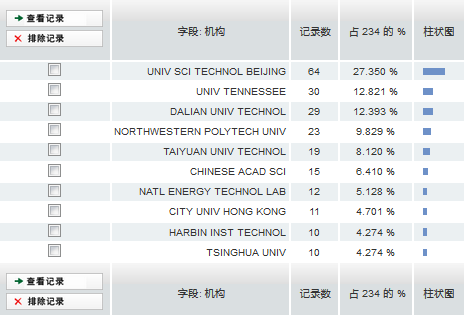 查看记录
排除记录
字段: 机构 记录数 占 234 的 % 柱状图
UNIV SCI TECHNOL BEIJING 64 27.350 %
UNIV TENNESSEE 30 12.821 %
DALIAN UNIV TECHNOL 29 12.393 %
NORTHWESTERN POLYTECH UNIV 23 9.829 %
TAIYUAN UNIV TECHNOL 19 8.120 %
CHINESE ACAD SCI 15 6.410 %
NATL ENERGY TECHNOL LAB 12 5.128 %
CITY UNIV HONG KONG 11 4.701 %
HARBIN INST TECHNOL 10 4.274 %
TSINGHUA UNIV 10 4.274 %
查看记录
排除记录
字段: 机构 记录数 占 234 的 % 柱状图